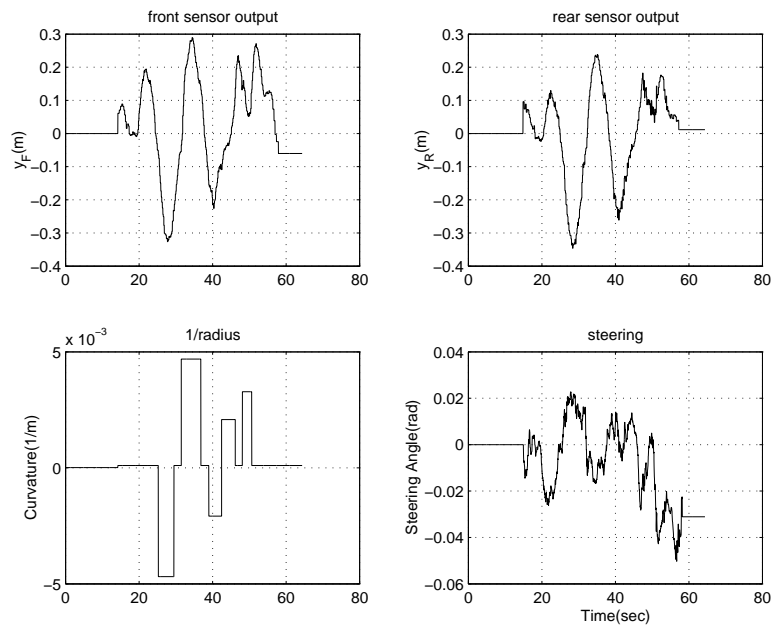 front sensor output
0.3
0.2
0.1
0
−0.1
−0.2
−0.3
−0.4
y_F(m)
0 20 40 60 80
rear sensor output
0.3
0.2
0.1
0
−0.1
−0.2
−0.3
−0.4
y_R(m)
0 20 40 60 80
x 10⁻³
1/radius
5
0
−5
Curvature(1/m)
0 20 40 60 80
steering
0.04
0.02
0
−0.02
−0.04
−0.06
Steering Angle(rad)
0 20 40 60 80
Time(sec)